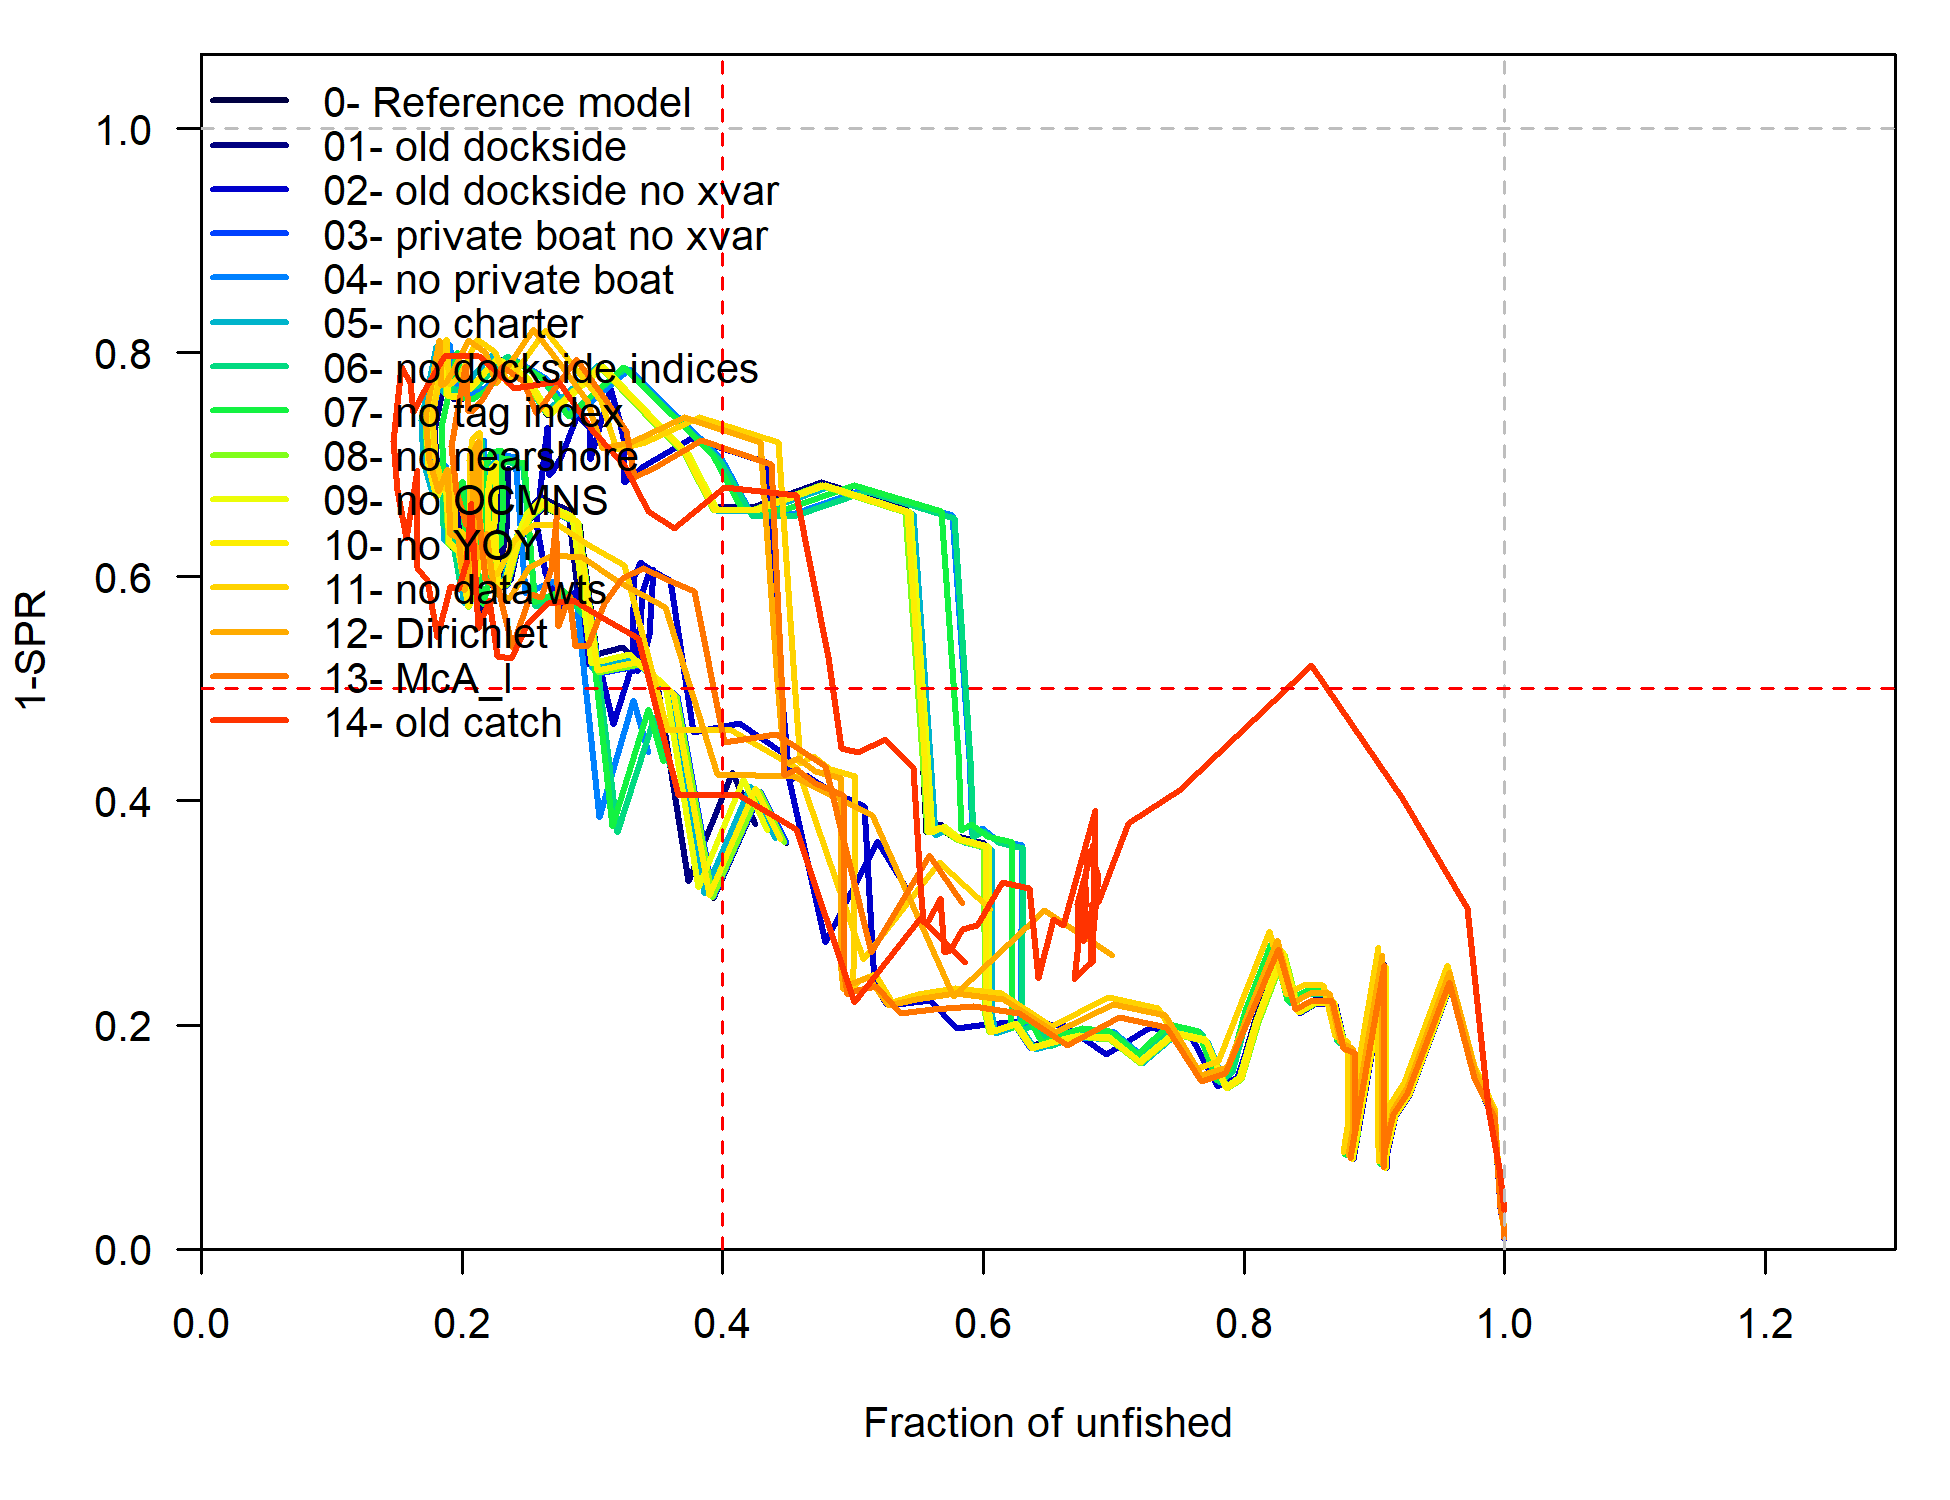 0- Reference model
01- old dockside
02- old dockside no xvar
03- private boat no xvar
04- no private boat
05- no charter
06- no dockside indices
07- no tag index
08- no nearshore
09- no OCMNS
10- no YOY
11- no data wts
12- Dirichlet
13- McA_I
14- old catch
1-SPR
1.0
0.8
0.6
0.4
0.2
0.0
0.0 0.2 0.4 0.6 0.8 1.0 1.2
Fraction of unfished